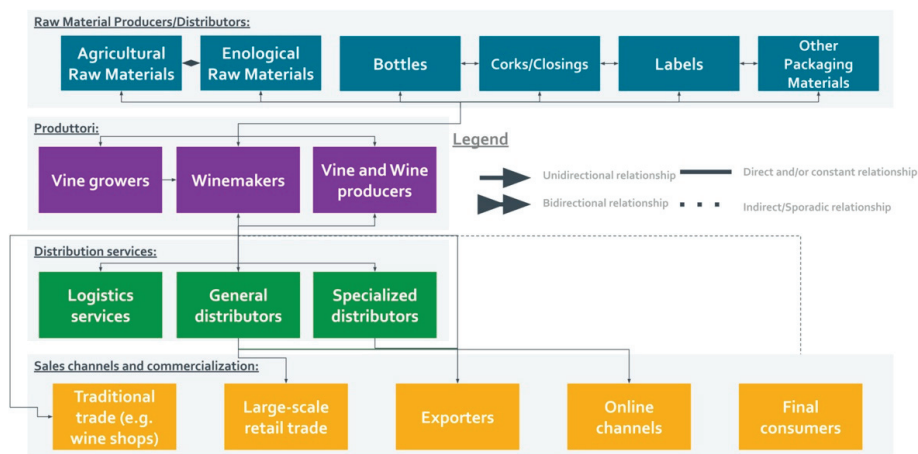 Raw Material Producers/Distributors:
Agricultural
Raw Materials
Enological
Raw Materials
Bottles
Corks/Closings
Labels
Other
Packaging
Materials
Produttori:
Vine growers
Winemakers
Vine and Wine
producers
Legend
Unidirectional relationship
Direct and/or constant relationship
Bidirectional relationship
Indirect/Sporadic relationship
Distribution services:
Logistics
services
General
distributors
Specialized
distributors
Sales channels and commercialization:
Traditional
trade (e.g.
wine shops)
Large-scale
retail trade
Exporters
Online
channels
Final
consumers